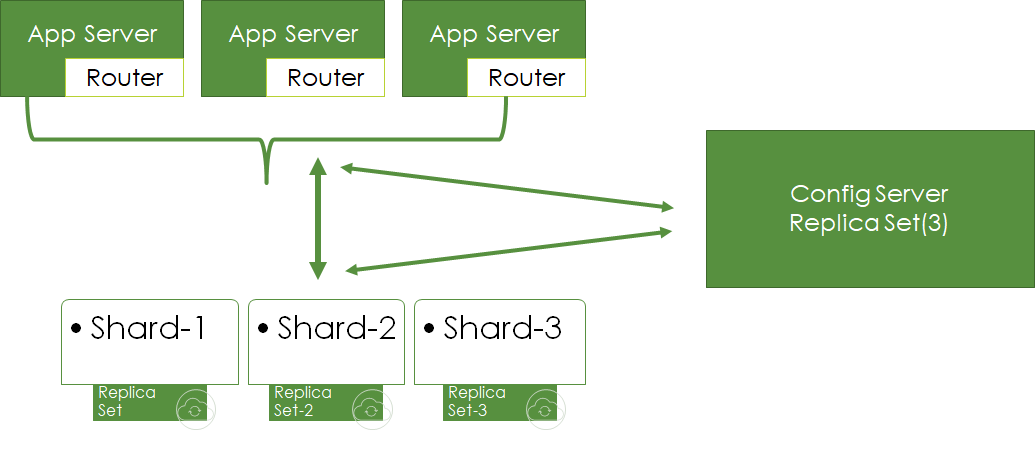 App Server
App Server
App Server
Router
Router
Router
Config Server
Replica Set(3)
• Shard-1
• Shard-2
• Shard-3
Replica
Set
Replica
Set-2
Replica
Set-3